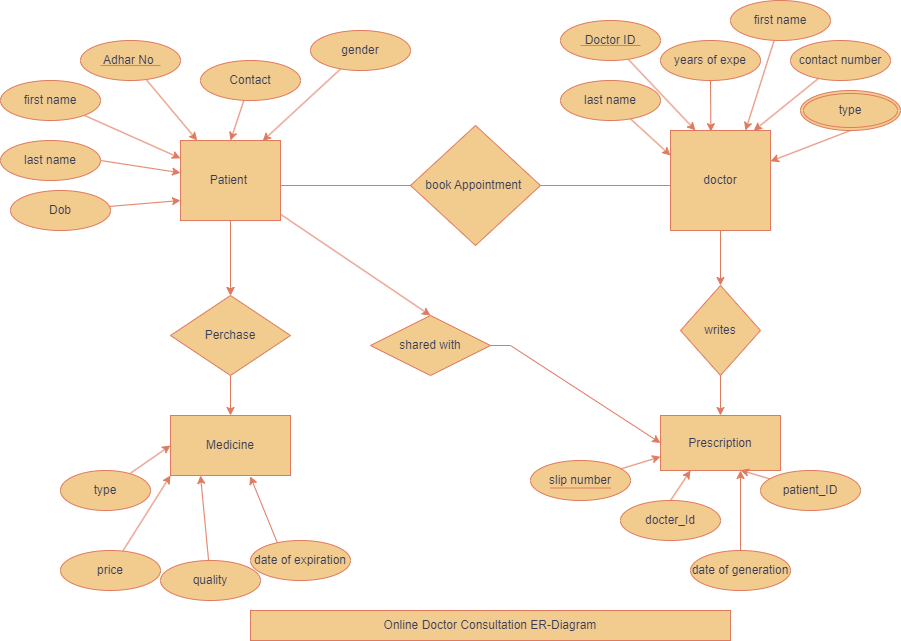 first name
Doctor ID
gender
Adhar No
years of expe
contact number
Contact
first name
last name
type
last name
Patient
book Appointment
doctor
Dob
Perchase
shared with
writes
Medicine
Prescription
type
slip number
patient_ID
docter_Id
price
quality
date of expiration
date of generation
Online Doctor Consultation ER-Diagram